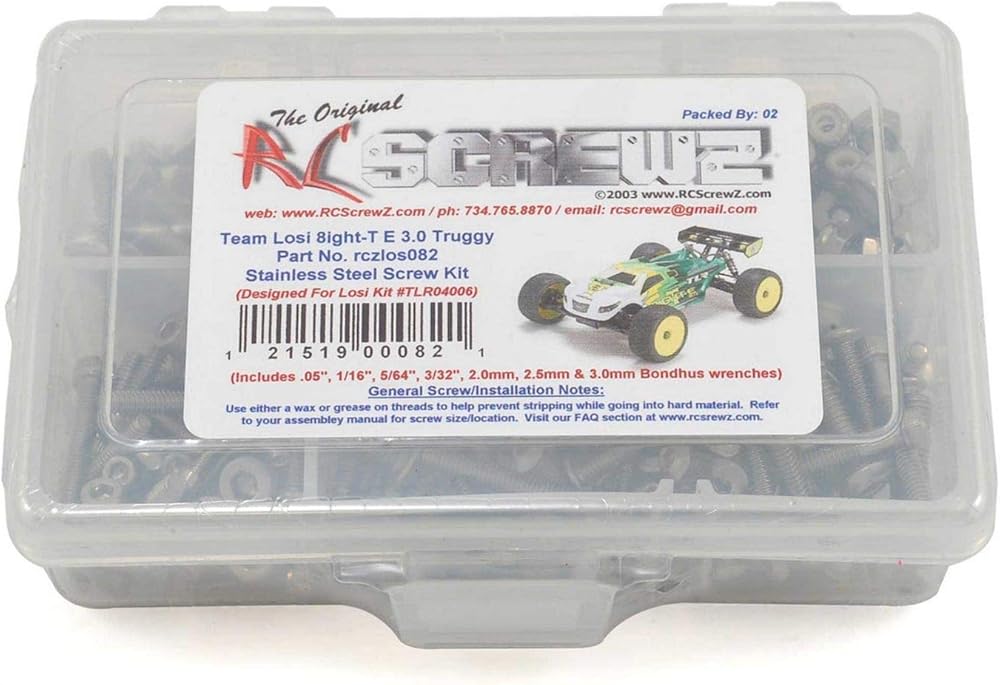 The Original
RC SCREWZ
Packed By: 02
©2003 www.RCScrewZ.com
web: www.RCScrewZ.com / ph: 734.765.8870 / email: rcscrewz@gmail.com
Team Losi 8ight-T E 3.0 Truggy
Part No. rczlos082
Stainless Steel Screw Kit
(Designed For Losi Kit #TLR04006)
1 21519 00082 1
(Includes .05", 1/16", 5/64", 3/32", 2.0mm, 2.5mm & 3.0mm Bondhus wrenches)
General Screw/Installation Notes:
Use either a wax or grease on threads to help prevent stripping while going into hard material. Refer
to your assembley manual for screw size/location. Visit our FAQ section at www.rcsrewz.com.